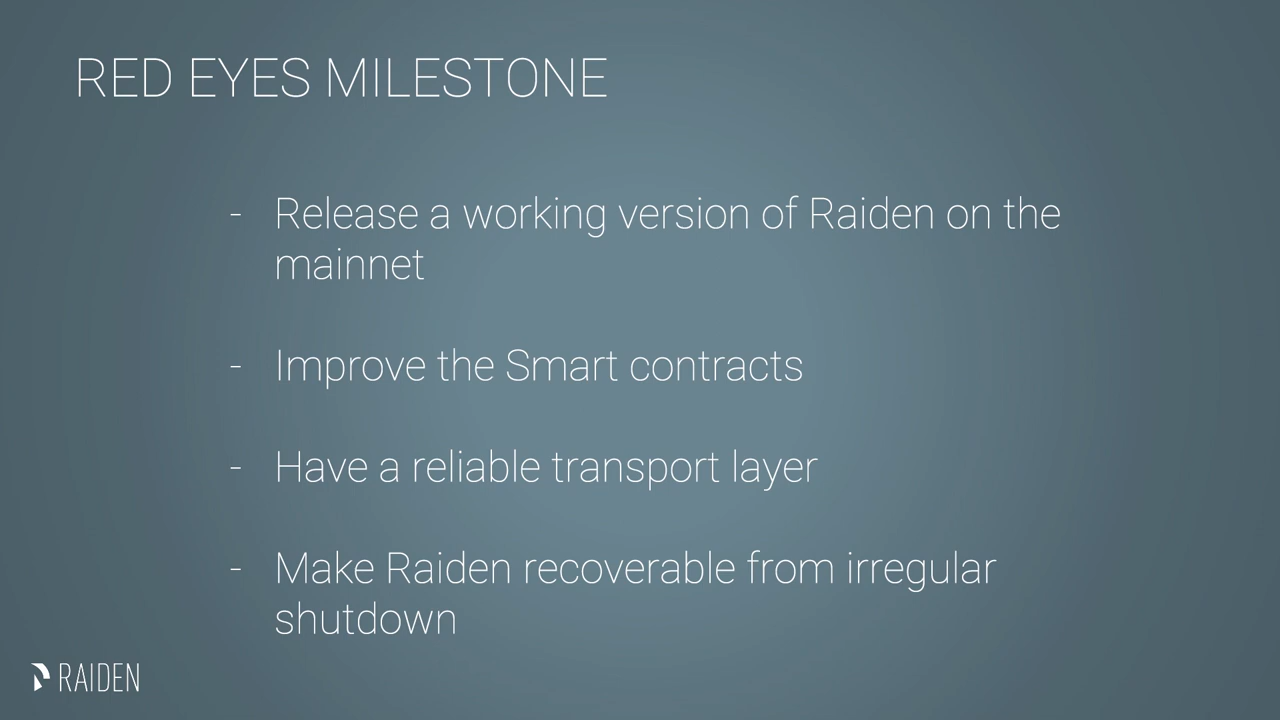 RED EYES MILESTONE
- Release a working version of Raiden on the
mainnet
- Improve the Smart contracts
- Have a reliable transport layer
- Make Raiden recoverable from irregular
shutdown
RAIDEN